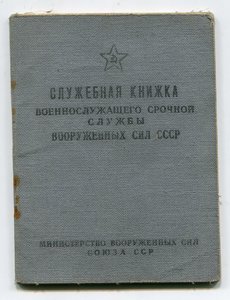 СЛУЖЕБНАЯ КНИЖКА
ВОЕННОСЛУЖАЩЕГО СРОЧНОЙ
СЛУЖБЫ
ВООРУЖЕННЫХ СИЛ СССР
МИНИСТЕРСТВО ВООРУЖЕННЫХ СИЛ
СОЮЗА ССР